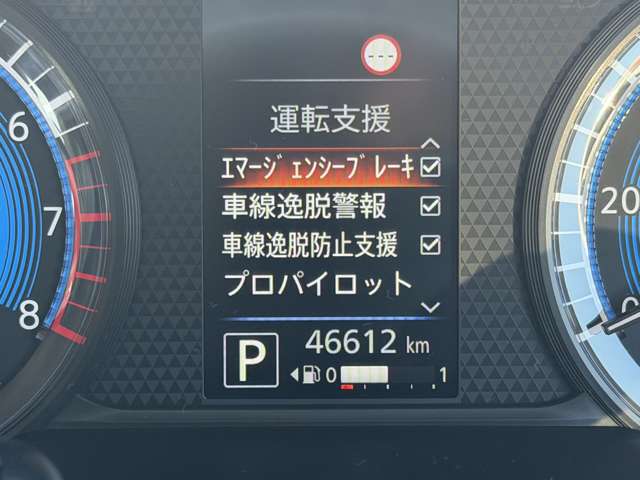 ---
運転支援
ｴﾏｰｼﾞｪﾝｼｰﾌﾞﾚｰｷ
車線逸脱警報
車線逸脱防止支援
プロパイロット
6
7
8
20
P
46612 km
0 1